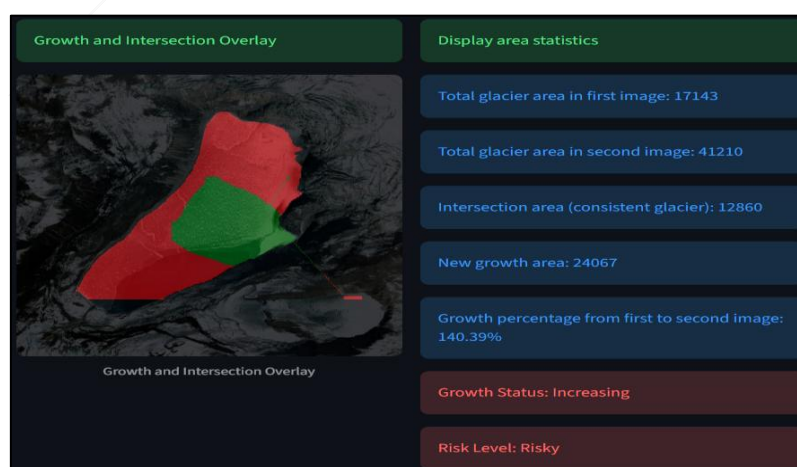 Growth and Intersection Overlay
Growth and Intersection Overlay
Display area statistics
Total glacier area in first image: 17143
Total glacier area in second image: 41210
Intersection area (consistent glacier): 12860
New growth area: 24067
Growth percentage from first to second image:
140.39%
Growth Status: Increasing
Risk Level: Risky